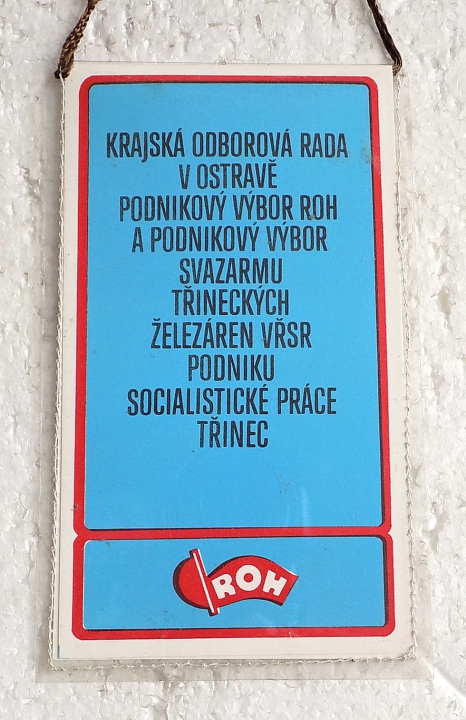 KRAJSKÁ ODBOROVÁ RADA
V OSTRAVĚ
PODNIKOVÝ VÝBOR ROH
A PODNIKOVÝ VÝBOR
SVAZARMU
TŘINECKÝCH
ŽELEZÁREN VŘSR
PODNIKU
SOCIALISTICKÉ PRÁCE
TŘINEC
ROH